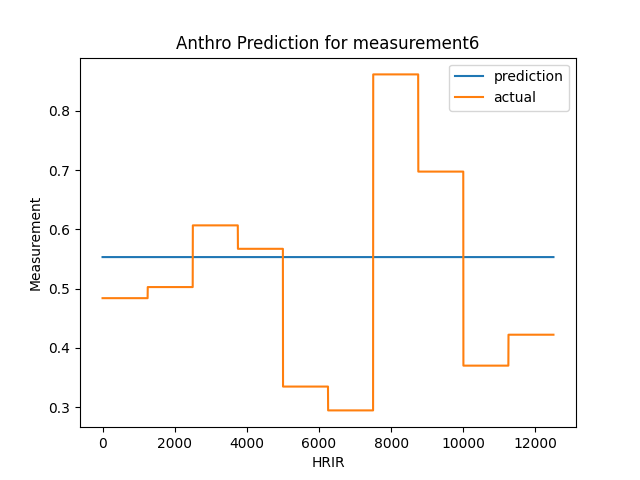 Anthro Prediction for measurement6
prediction
actual
Measurement
0.8
0.7
0.6
0.5
0.4
0.3
0 2000 4000 6000 8000 10000 12000
HRIR